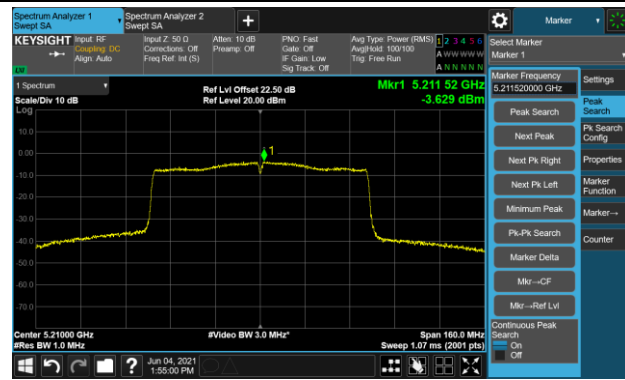 Spectrum Analyzer 1
Swept SA
Spectrum Analyzer 2
Swept SA
Marker
KEYSIGHT
Input: RF
Coupling: DC
Align: Auto
Input Z: 50 Ω
Corrections: Off
Freq Ref: Int (S)
Atten: 10 dB
Preamp: Off
PNO: Fast
Gate: Off
IF Gain: Low
Sig Track: Off
Avg Type: Power (RMS)
Avg|Hold: 100/100
Trig: Free Run
1 2 3 4 5 6
A W W W W W
A N N N N N
Select Marker
Marker 1
LW
1 Spectrum
Scale/Div 10 dB
Log
Ref Lvl Offset 22.50 dB
Ref Level 20.00 dBm
Mkr1 5.211 52 GHz
-3.629 dBm
10.0
0.00
-10.0
-20.0
-30.0
-40.0
-50.0
-60.0
-70.0
1
Center 5.21000 GHz
#Res BW 1.0 MHz
#Video BW 3.0 MHz*
Span 160.0 MHz
Sweep 1.07 ms (2001 pts)
Marker Frequency
5.211520000 GHz
Peak Search
Next Peak
Next Pk Right
Next Pk Left
Minimum Peak
Pk-Pk Search
Marker Delta
Mkr→CF
Mkr→Ref Lvl
Continuous Peak
Search
On
Off
Settings
Peak
Search
Pk Search
Config
Properties
Marker
Function
Marker→
Counter
Jun 04, 2021
1:55:00 PM